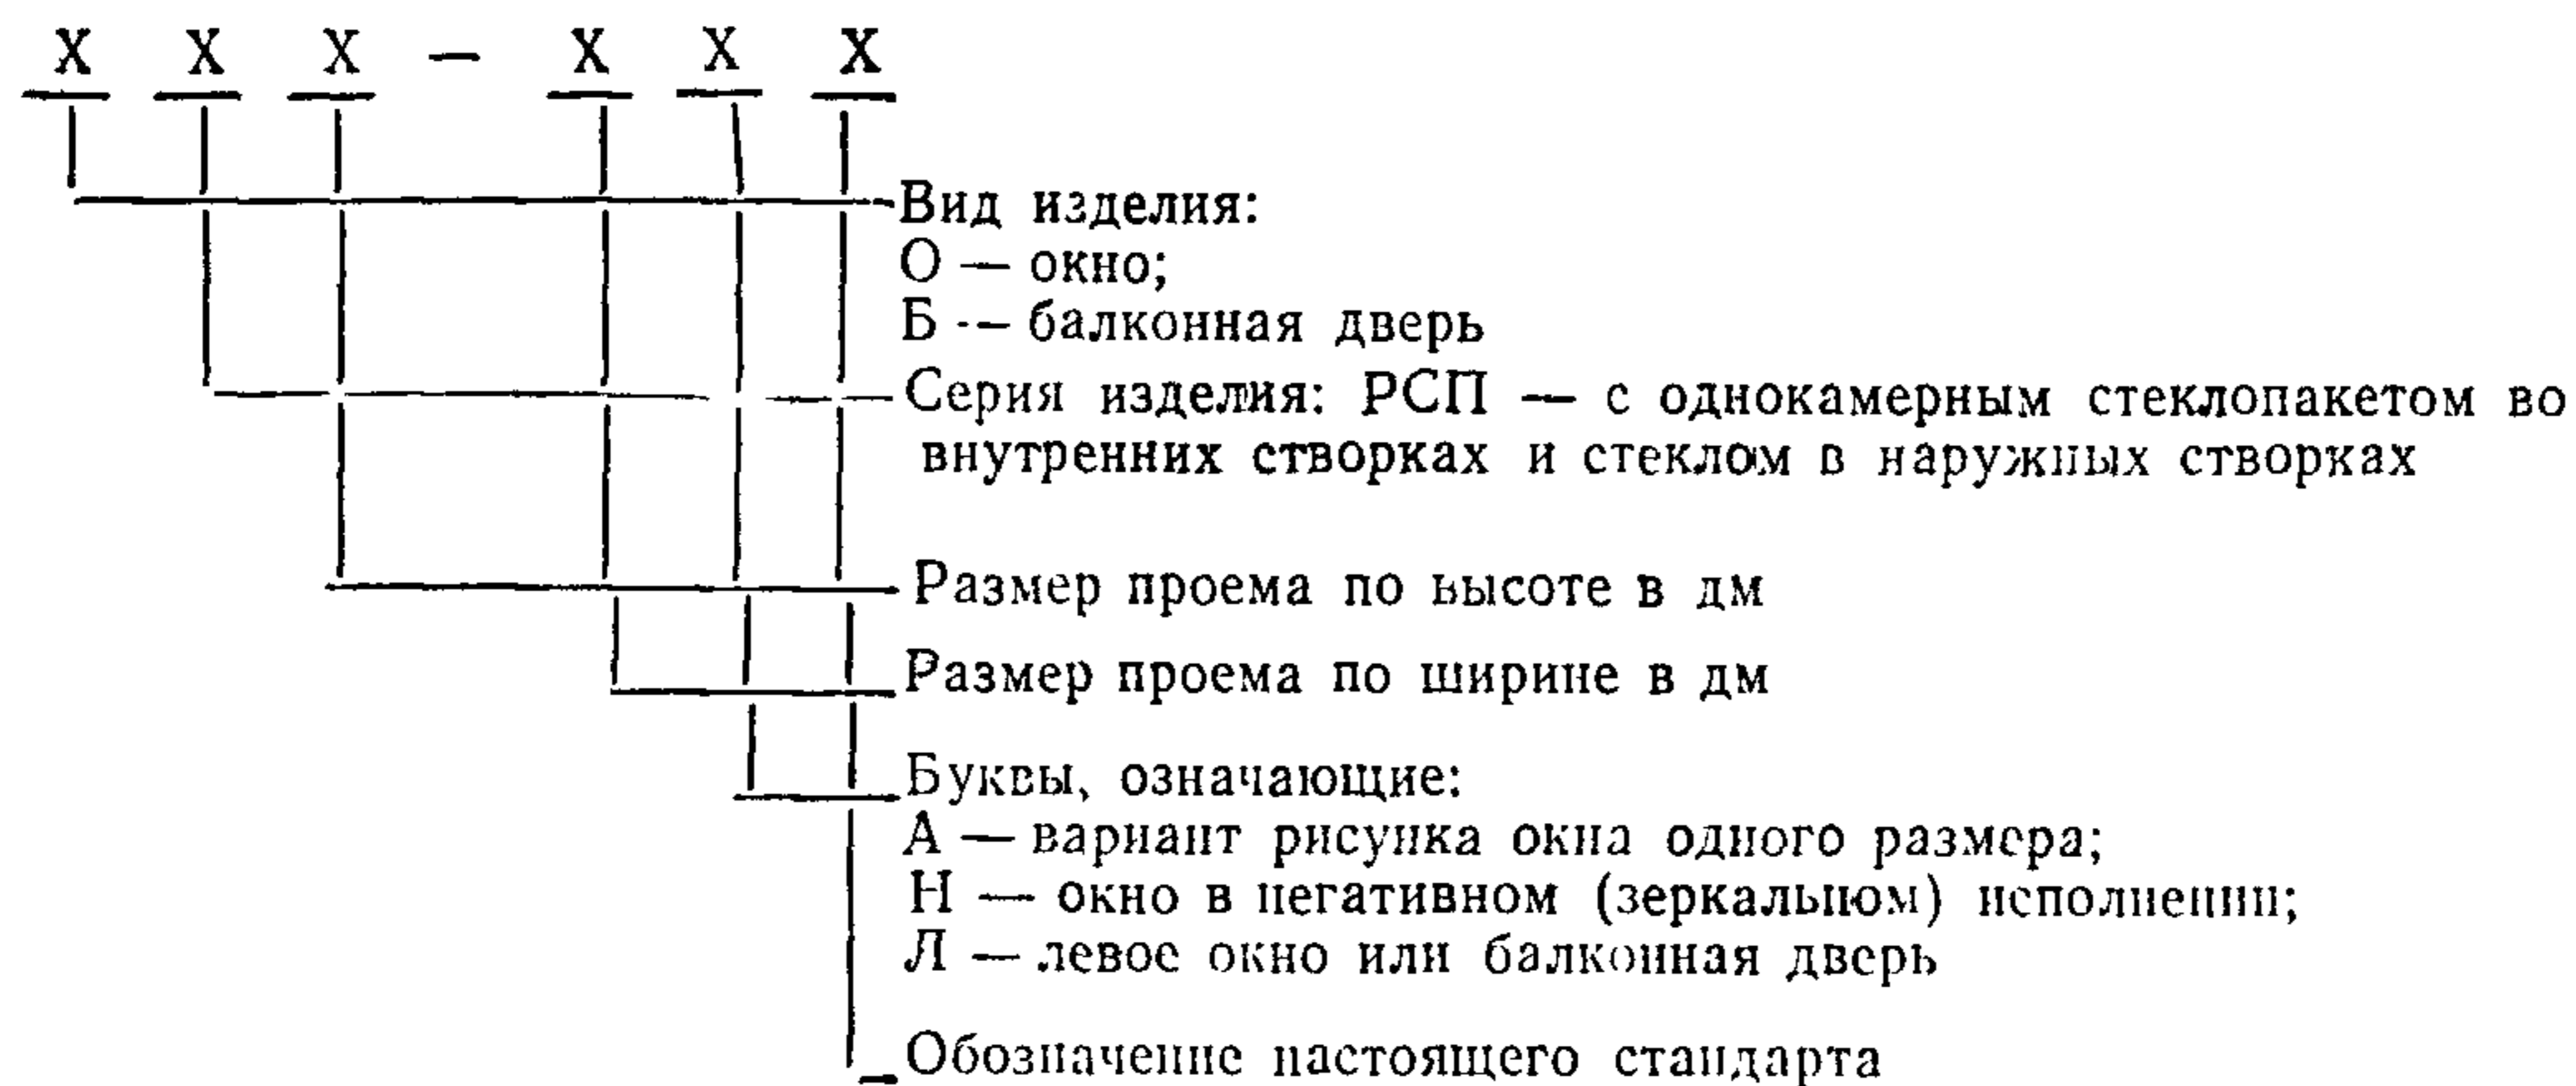 X X X — X X X
Вид изделия:
О — окно;
Б — балконная дверь
Серия изделия: РСП — с однокамерным стеклопакетом во
внутренних створках и стеклом в наружных створках
Размер проема по высоте в дм
Размер проема по ширине в дм
Буквы, означающие:
А — вариант рисунка окна одного размера;
Н — окно в негативном (зеркальном) исполнении;
Л — левое окно или балконная дверь
Обозначение настоящего стандарта